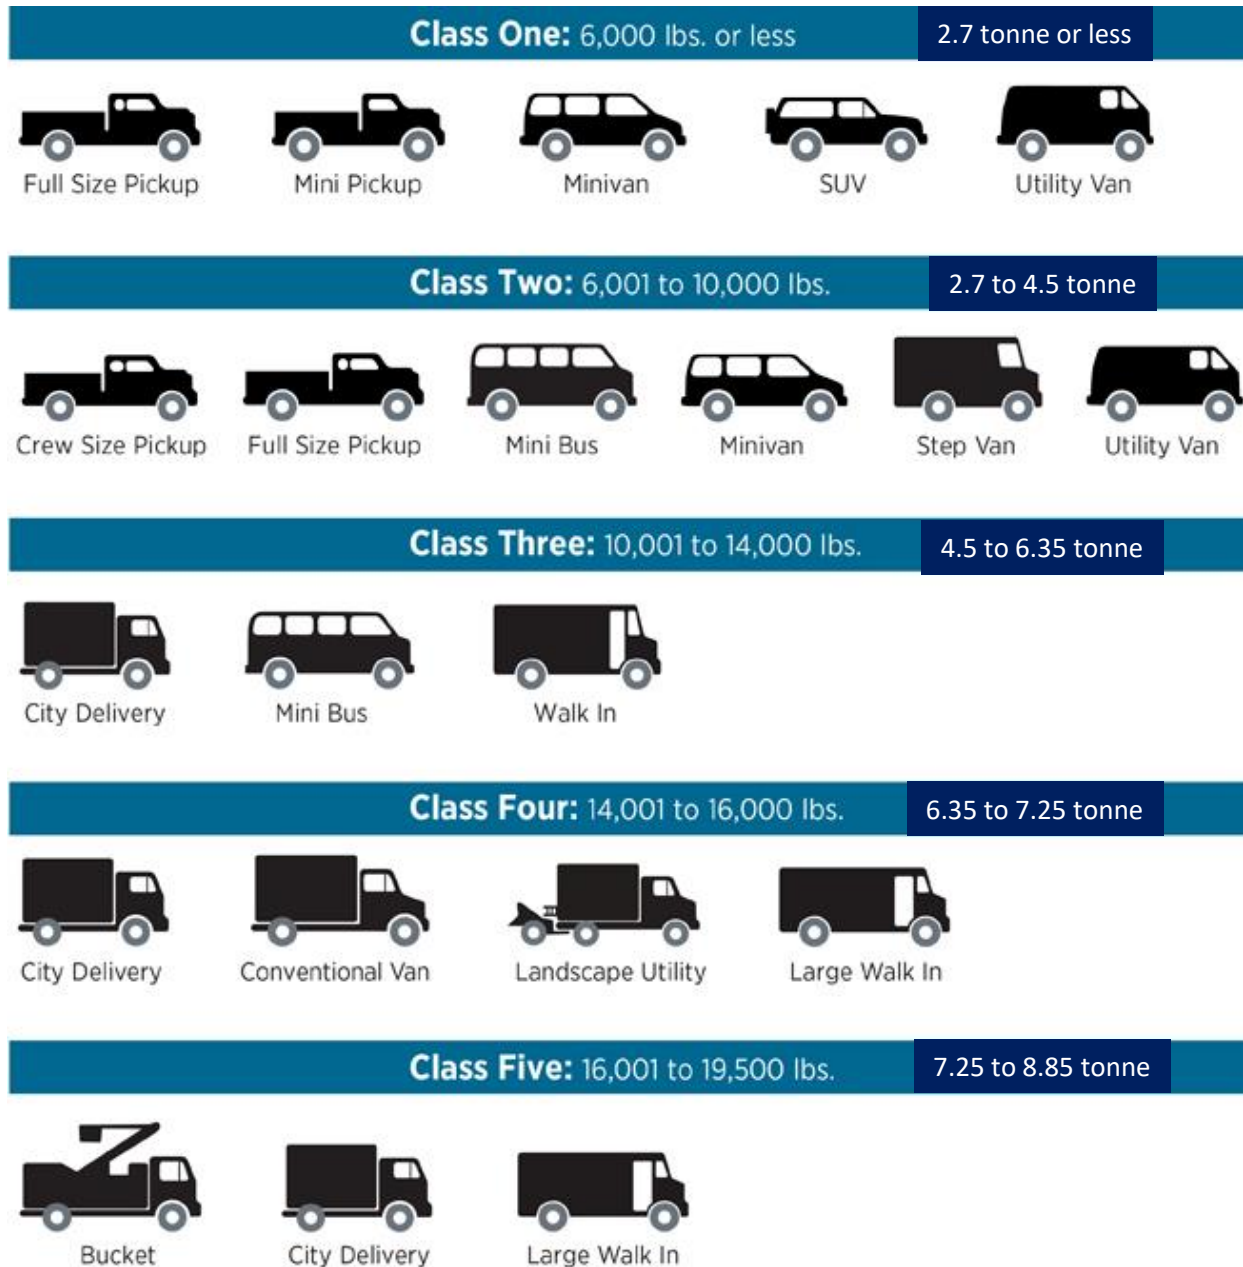 Class One: 6,000 lbs. or less 2.7 tonne or less
Full Size Pickup Mini Pickup Minivan SUV Utility Van
Class Two: 6,001 to 10,000 lbs. 2.7 to 4.5 tonne
Crew Size Pickup Full Size Pickup Mini Bus Minivan Step Van Utility Van
Class Three: 10,001 to 14,000 lbs. 4.5 to 6.35 tonne
City Delivery Mini Bus Walk In
Class Four: 14,001 to 16,000 lbs. 6.35 to 7.25 tonne
City Delivery Conventional Van Landscape Utility Large Walk In
Class Five: 16,001 to 19,500 lbs. 7.25 to 8.85 tonne
Bucket City Delivery Large Walk In